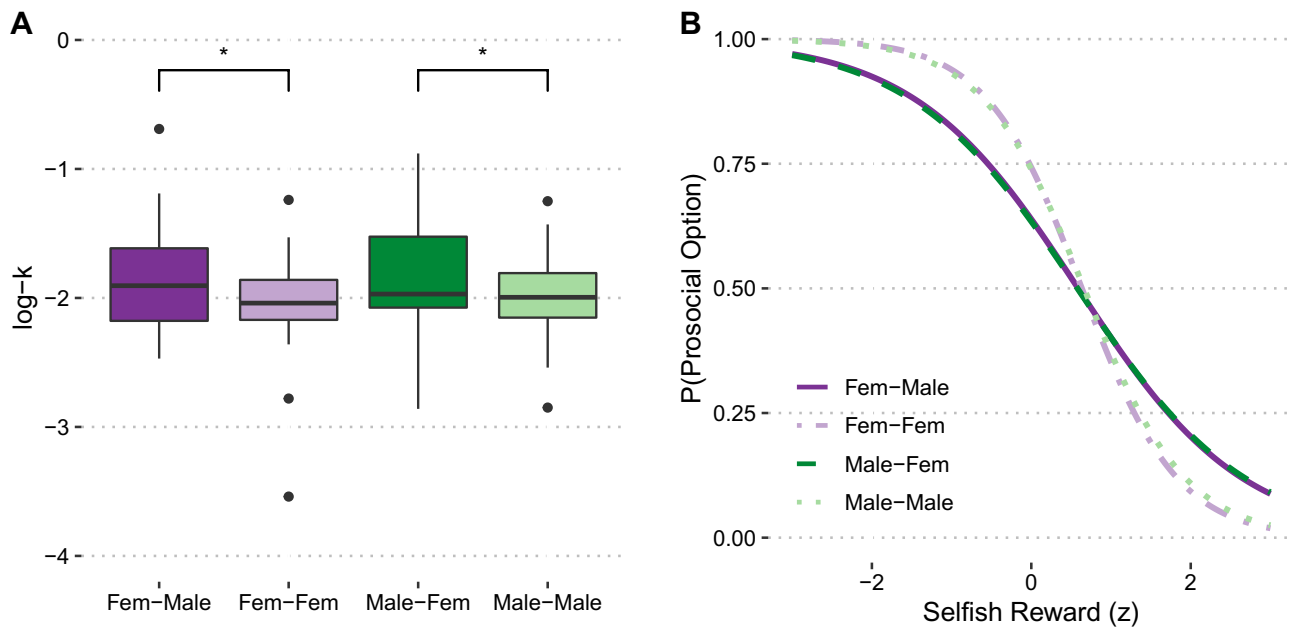 A
0
−1
−2
−3
−4
log−k
*
*
Fem−Male
Fem−Fem
Male−Fem
Male−Male
B
1.00
0.75
0.50
0.25
0.00
P(Prosocial Option)
Fem−Male
Fem−Fem
Male−Fem
Male−Male
−2
0
2
Selfish Reward (z)